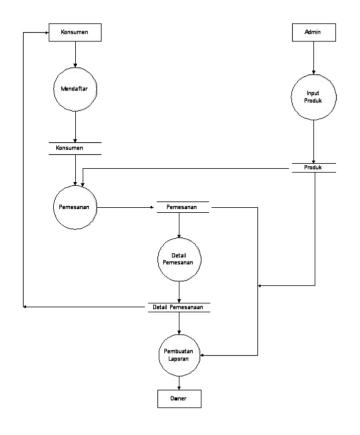 Konsumen
Admin
Mendaftar
Input
Produk
Konsumen
Produk
Pemesanan
Pemesanan
Detail
Pemesanan
Detail Pemesanaan
Pembuatan
Laporan
Owner